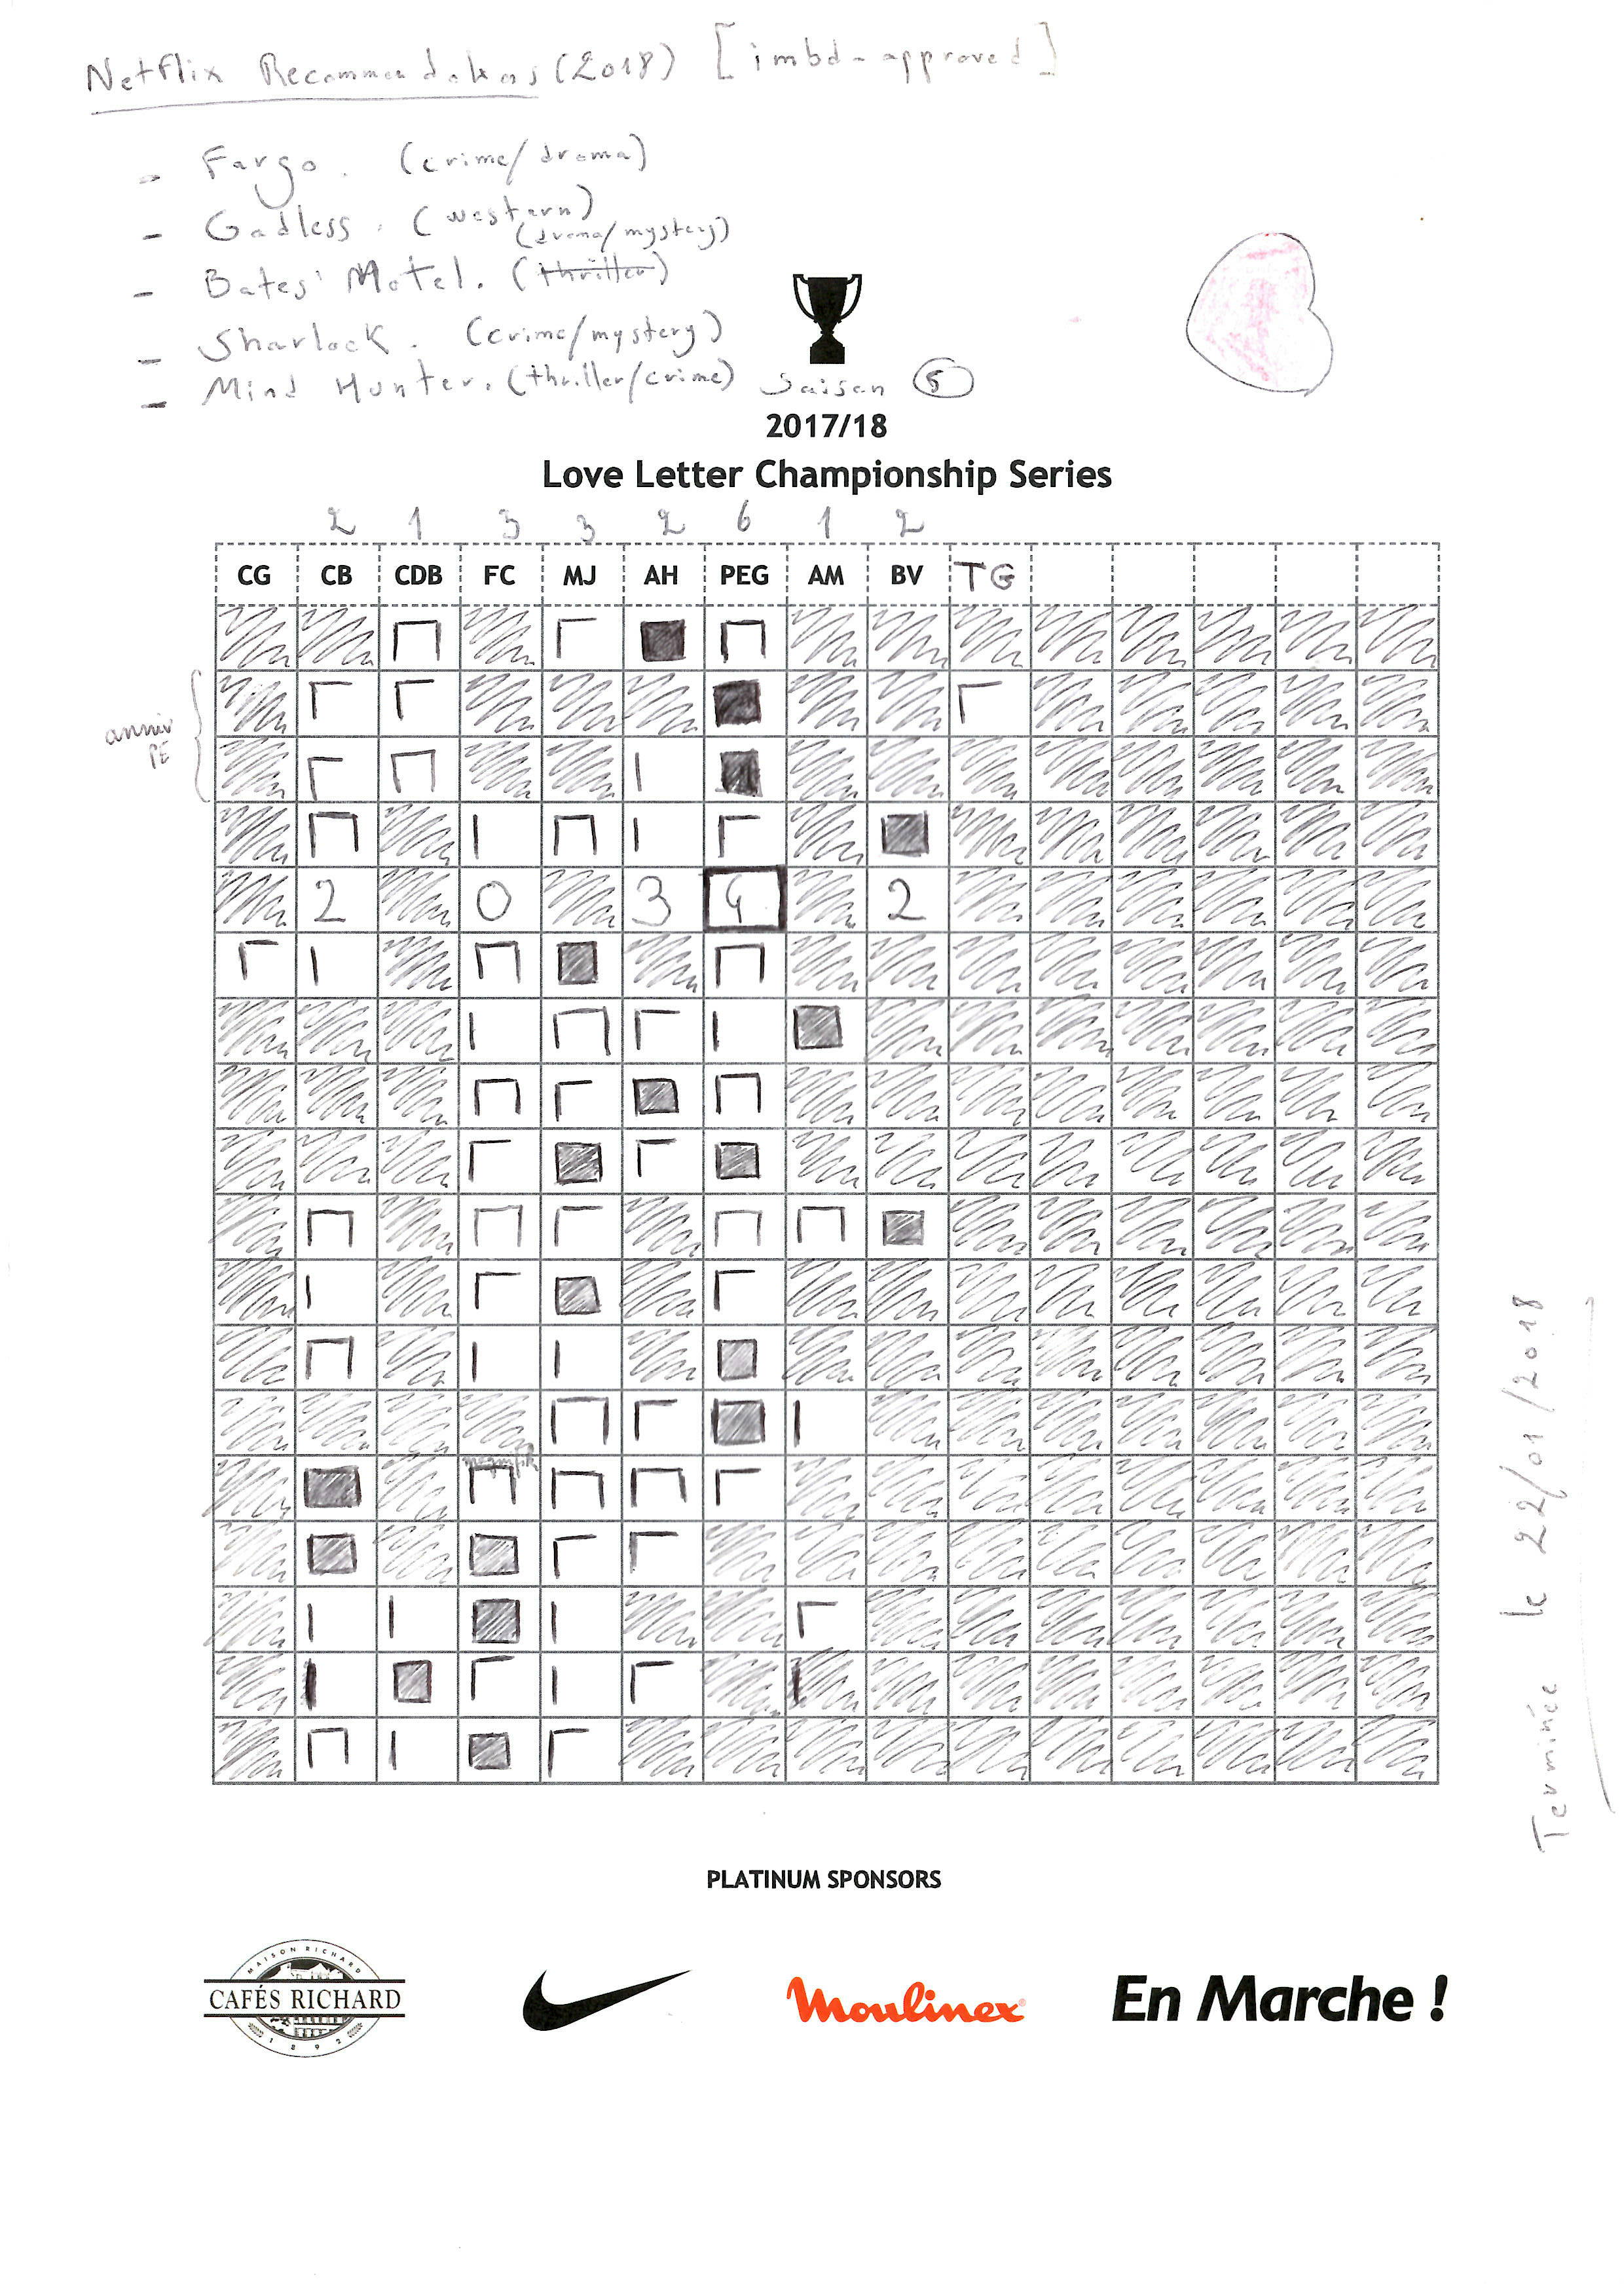 Netflix Recommendations (2018) [imbd-approved]
- Fargo. (crime/drama)
- Godless. (western)
(drama/mystery)
- Bates' Motel. (thriller)
- Sharlock. (crime/mystery)
- Mind Hunter. (thriller/crime) Saison 5
2017/18
Love Letter Championship Series
2 1 3 3 2 6 1 2
CG CB CDB FC MJ AH PEG AM BV TG
anniv
PE
2 0 3 4 2
Terminée le 22/01/2018
PLATINUM SPONSORS
MAISON RICHARD
CAFÉS RICHARD
1892
Moulinex
En Marche !